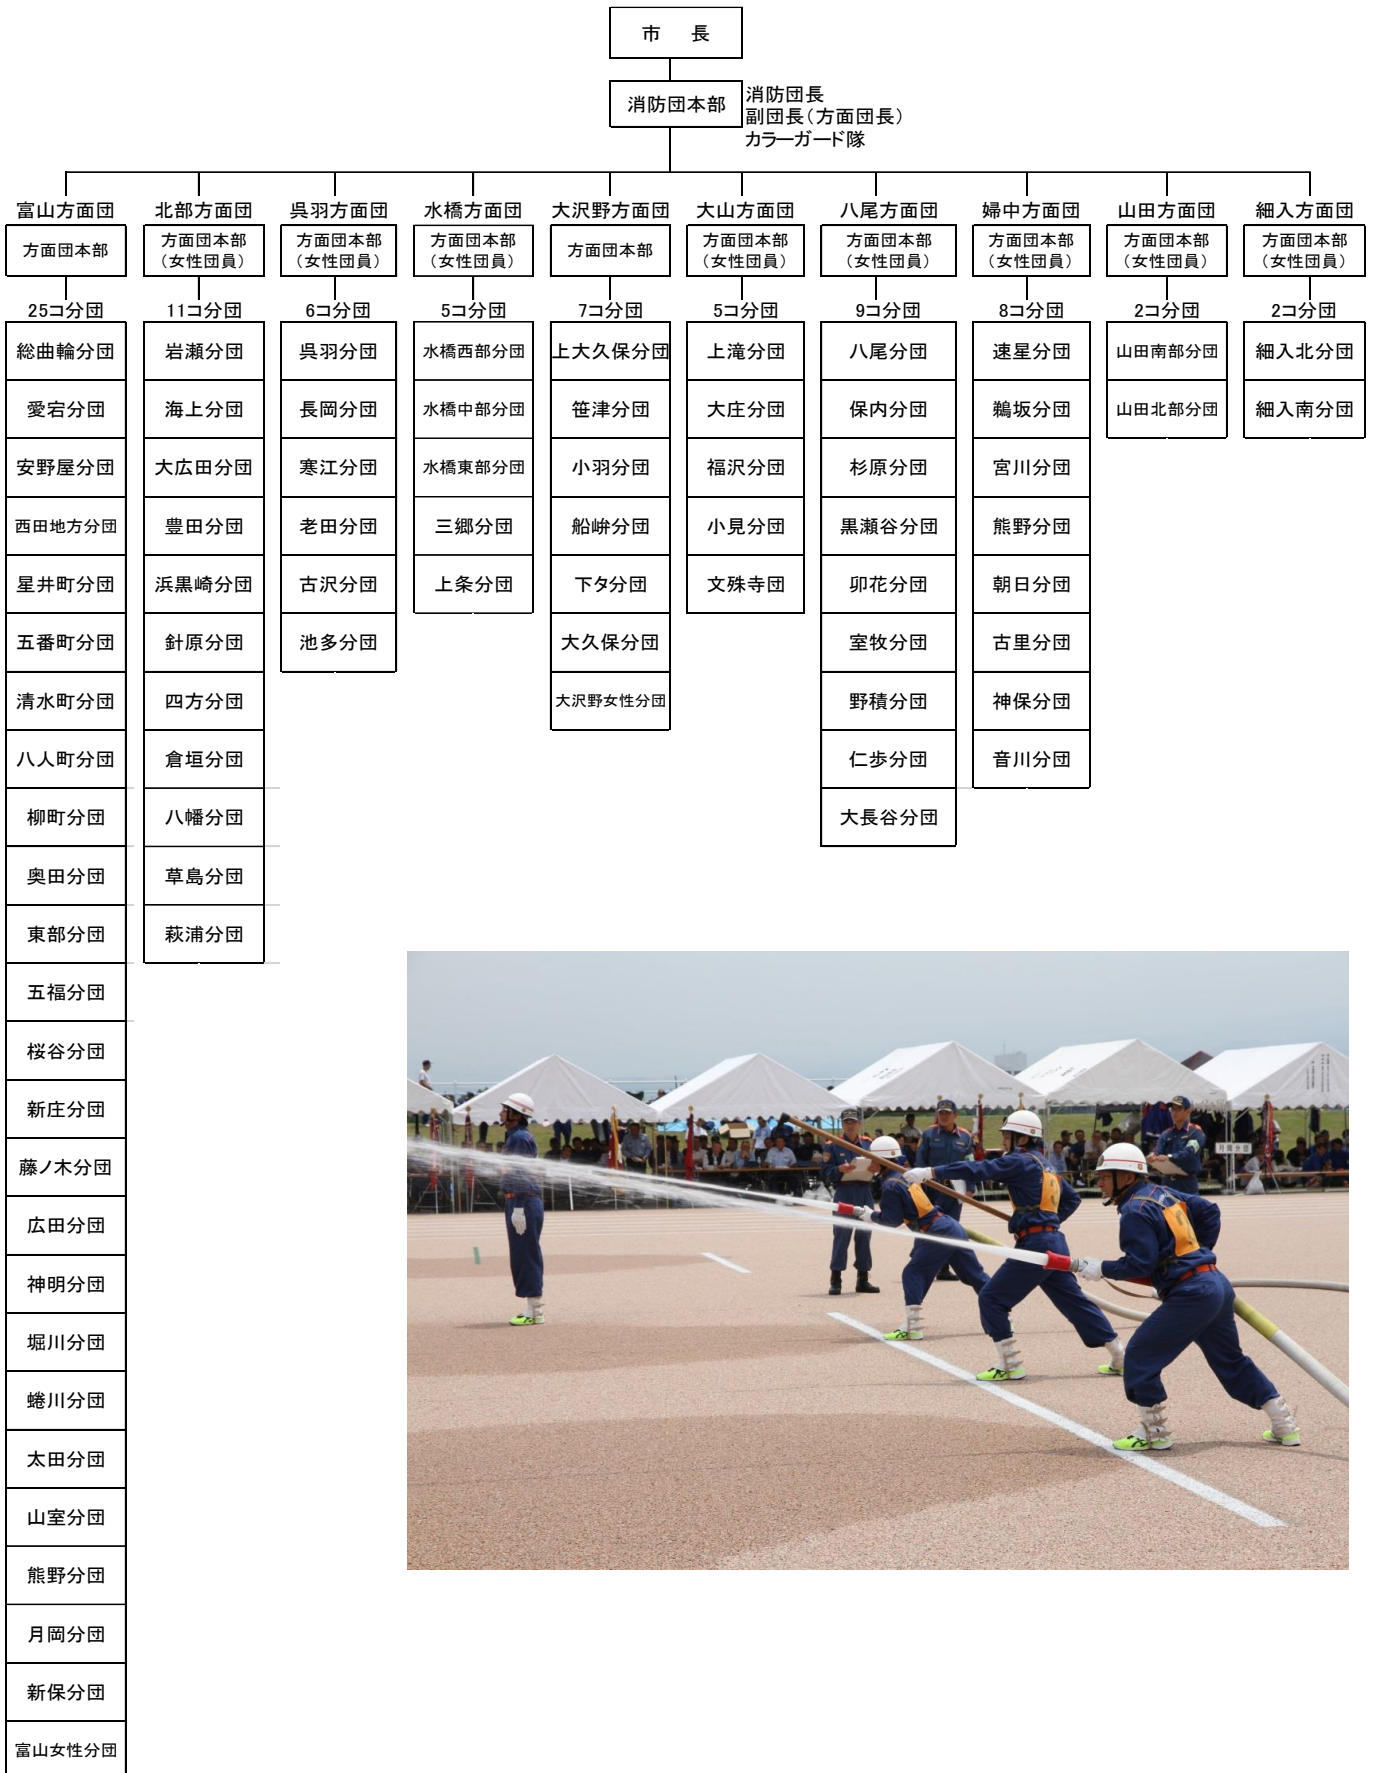 市　長
消防団本部
消防団長
副団長（方面団長）
カラーガード隊
富山方面団
方面団本部
25コ分団
総曲輪分団
愛宕分団
安野屋分団
西田地方分団
星井町分団
五番町分団
清水町分団
八人町分団
柳町分団
奥田分団
東部分団
五福分団
桜谷分団
新庄分団
藤ノ木分団
広田分団
神明分団
堀川分団
蜷川分団
太田分団
山室分団
熊野分団
月岡分団
新保分団
富山女性分団
北部方面団
方面団本部
（女性団員）
11コ分団
岩瀬分団
海上分団
大広田分団
豊田分団
浜黒崎分団
針原分団
四方分団
倉垣分団
八幡分団
草島分団
萩浦分団
呉羽方面団
方面団本部
（女性団員）
6コ分団
呉羽分団
長岡分団
寒江分団
老田分団
古沢分団
池多分団
水橋方面団
方面団本部
（女性団員）
5コ分団
水橋西部分団
水橋中部分団
水橋東部分団
三郷分団
上条分団
大沢野方面団
方面団本部
7コ分団
上大久保分団
笹津分団
小羽分団
船峅分団
下タ分団
大久保分団
大沢野女性分団
大山方面団
方面団本部
（女性団員）
5コ分団
上滝分団
大庄分団
福沢分団
小見分団
文殊寺団
八尾方面団
方面団本部
（女性団員）
9コ分団
八尾分団
保内分団
杉原分団
黒瀬谷分団
卯花分団
室牧分団
野積分団
仁歩分団
大長谷分団
婦中方面団
方面団本部
（女性団員）
8コ分団
速星分団
鵜坂分団
宮川分団
熊野分団
朝日分団
古里分団
神保分団
音川分団
山田方面団
方面団本部
（女性団員）
2コ分団
山田南部分団
山田北部分団
細入方面団
方面団本部
（女性団員）
2コ分団
細入北分団
細入南分団
月岡分団